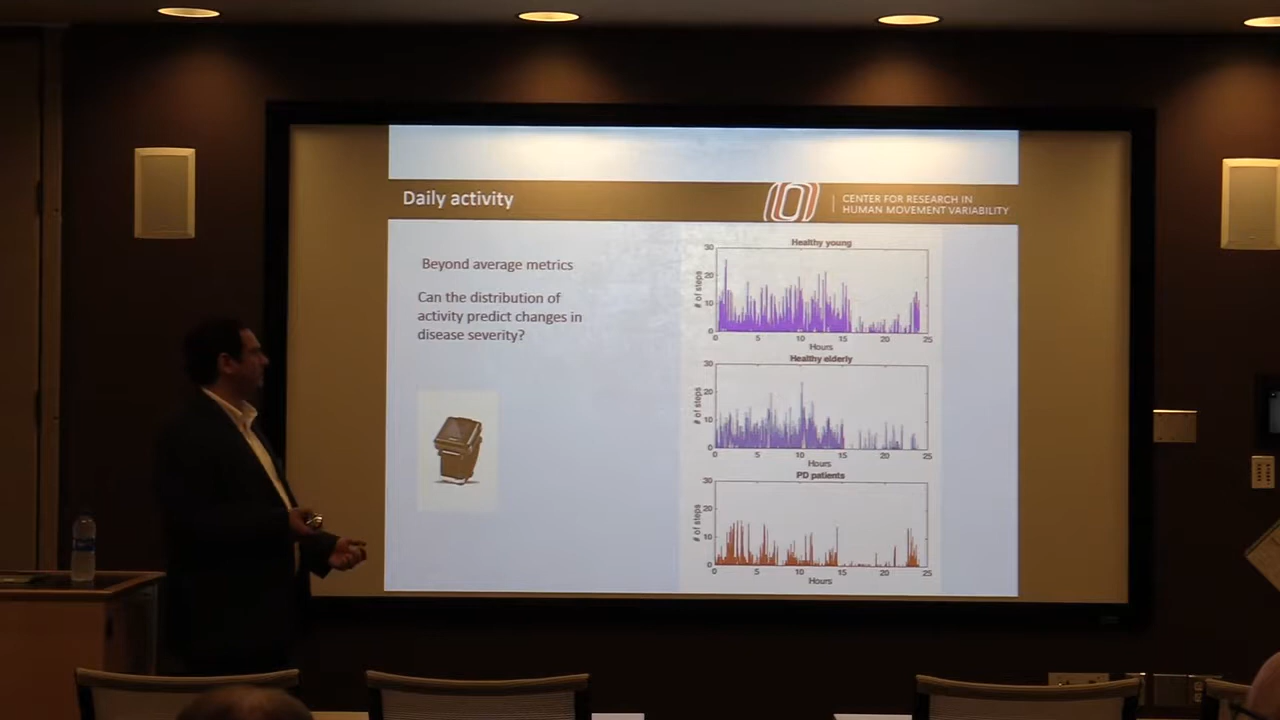 Daily activity
CENTER FOR RESEARCH IN
HUMAN MOVEMENT VARIABILITY
Beyond average metrics
Can the distribution of
activity predict changes in
disease severity?
Healthy young
# of steps
30
20
10
0
0 5 10 15 20 25
Hours
Healthy elderly
# of steps
30
20
10
0
0 5 10 15 20 25
Hours
PD patients
# of steps
30
20
10
0
0 5 10 15 20 25
Hours